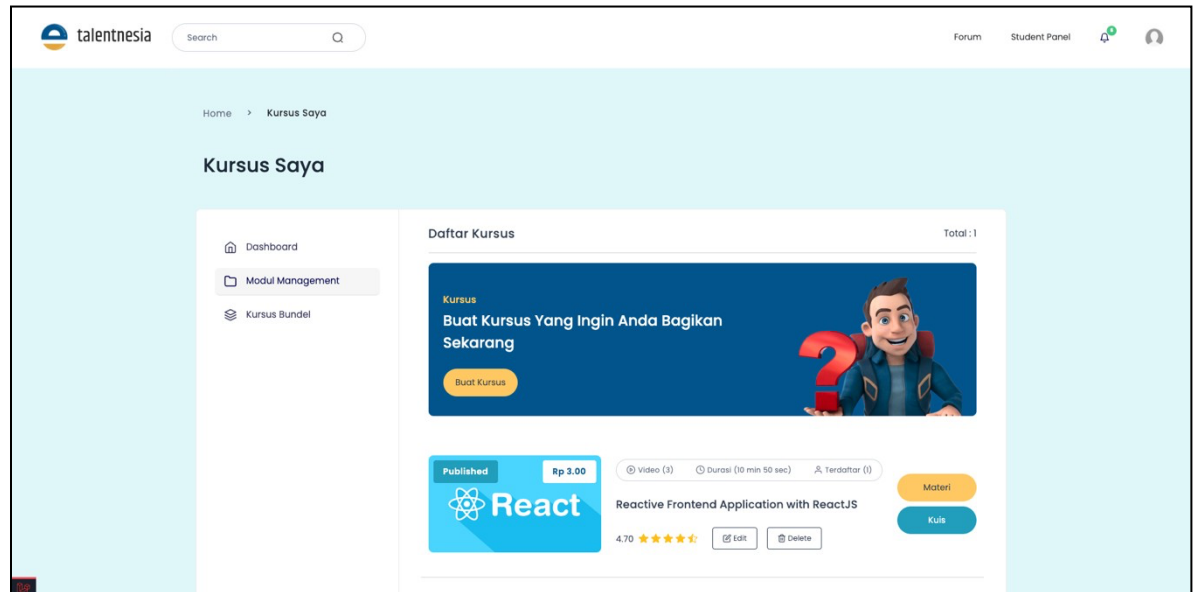 talentnesia
Search
Forum
Student Panel
Home > Kursus Saya
Kursus Saya
Dashboard
Modul Management
Kursus Bundel
Daftar Kursus
Total : 1
Kursus
Buat Kursus Yang Ingin Anda Bagikan
Sekarang
Buat Kursus
Published
Rp 3.00
React
Video (3)
Durasi (10 min 50 sec)
Terdaftar (1)
Reactive Frontend Application with ReactJS
4.70
Edit
Delete
Materi
Kuis